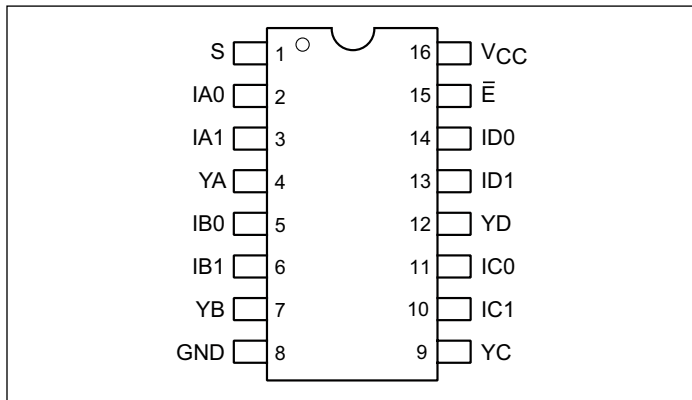 S 1 16 VCC
IA0 2 15 E̅
IA1 3 14 ID0
YA 4 13 ID1
IB0 5 12 YD
IB1 6 11 IC0
YB 7 10 IC1
GND 8 9 YC